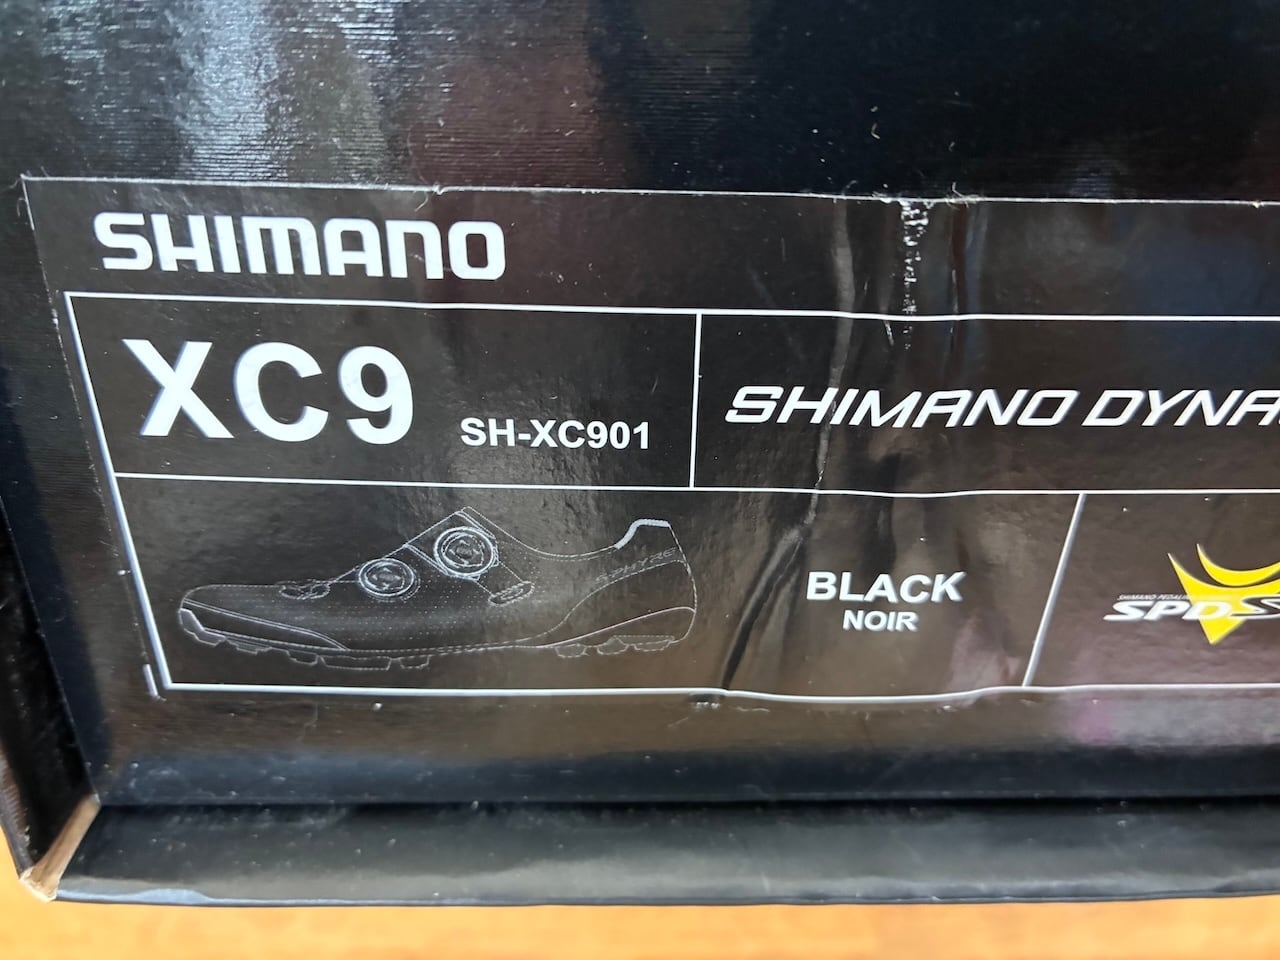 SHIMANO
XC9 SH-XC901
SHIMANO DYNA
BLACK
NOIR
SPD